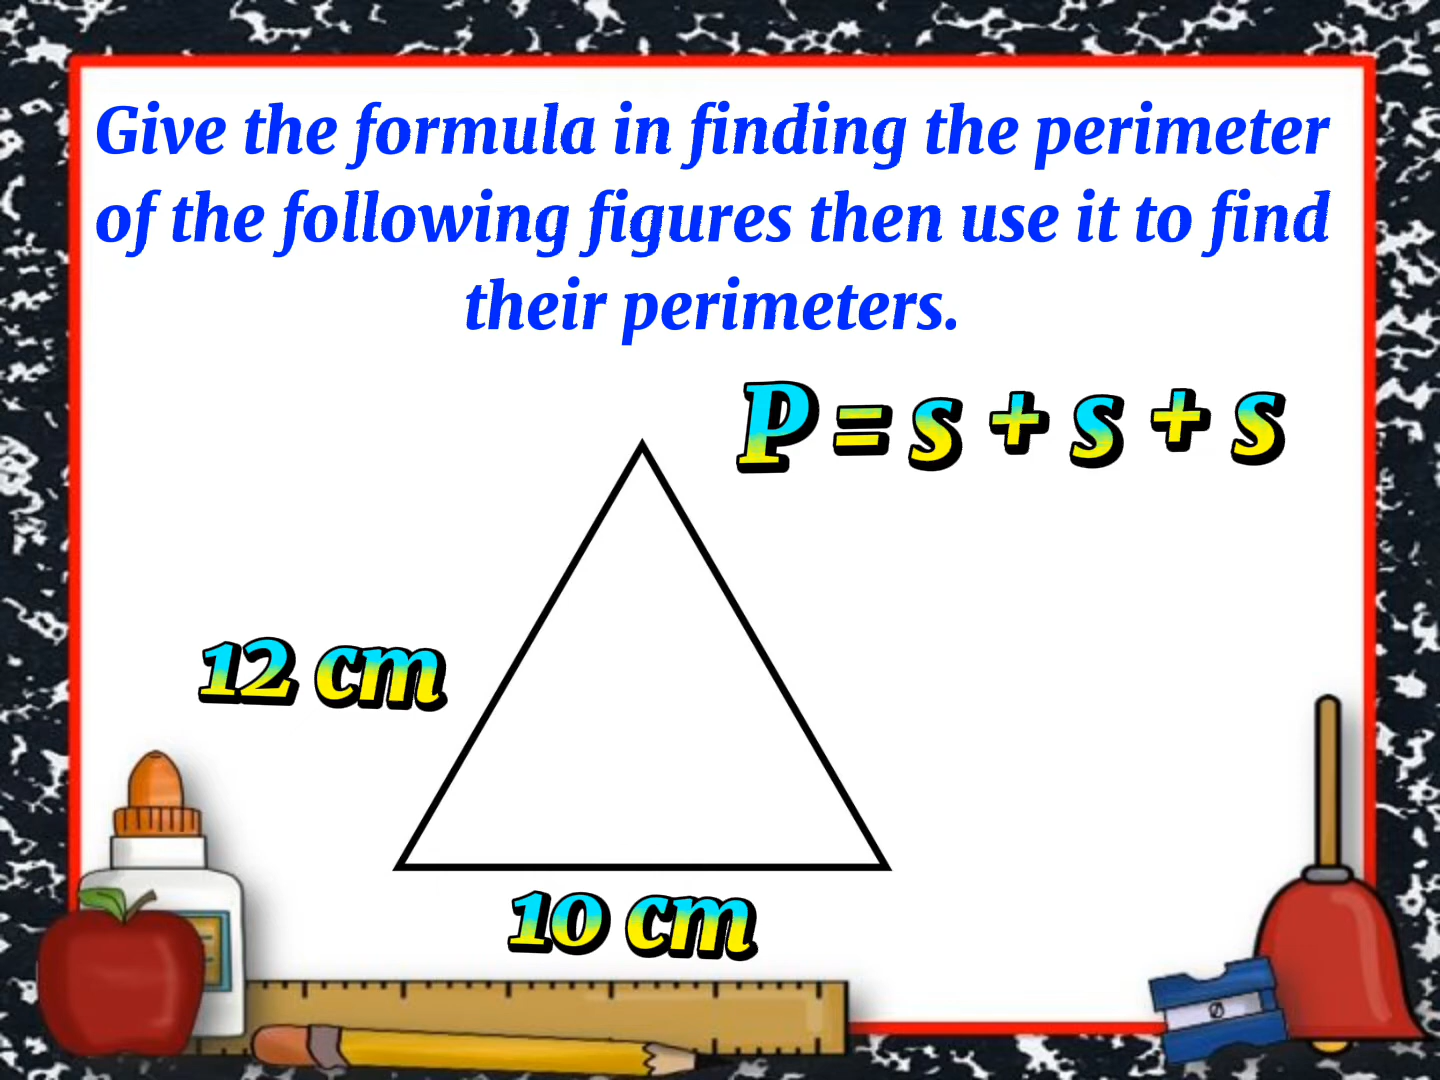 Give the formula in finding the perimeter
of the following figures then use it to find
their perimeters.
P = s + s + s
12 cm
10 cm